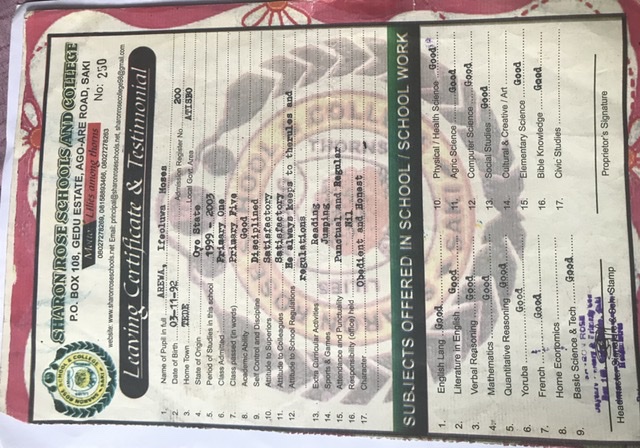 SHARON ROSE SCHOOLS AND COLLEGE
P.O. BOX 108, GEDU ESTATE, AGO-ARE ROAD, SAKI
Motto: Lilies among thorns No: 250
Leaving Certificate & Testimonial
1. Name of Pupil in full AREWA, Ifeoluwa Moses
2. Date of Birth 03-11-92 Admission Register No. 200
3. Home Town TEDE Local Govt. Area ATISBO
4. State of Origin Oyo State
5. Period of Studies in this school 1999 - 2003
6. Class Admitted Primary One
7. Class passed (in words) Primary Five
8. Academic Ability Good
9. Self Control and Discipline Disciplined
10. Attitude to Superiors Satisfactory
11. Attitude to Colleagues Satisfactory
12. Attitude to School Regulations He always keeps to therules and
regulations
13. Extra Curricular Activities Reading
14. Sports & Games Jumping
15. Attendance and Punctuality Punctual and Regular
16. Responsibility (office) held Nil
17. Character Obedient and Honest
SUBJECTS OFFERED IN SCHOOL / SCHOOL WORK
1. English Lang Good
2. Literature in English Good
3. Verbal Reasoning Good
4. Mathematics Good
5. Quantitative Reasoning Good
6. Yoruba Good
7. French
8. Home Economics
9. Basic Science & Tech Good
10. Physical / Health Science Good
11. Agric Science Good
12. Computer Science Good
13. Social Studies Good
14. Cultural & Creative / Art
15. Elementary Science Good
16. Bible Knowledge Good
17. Civic Studies
Stamp
Proprietor's Signature